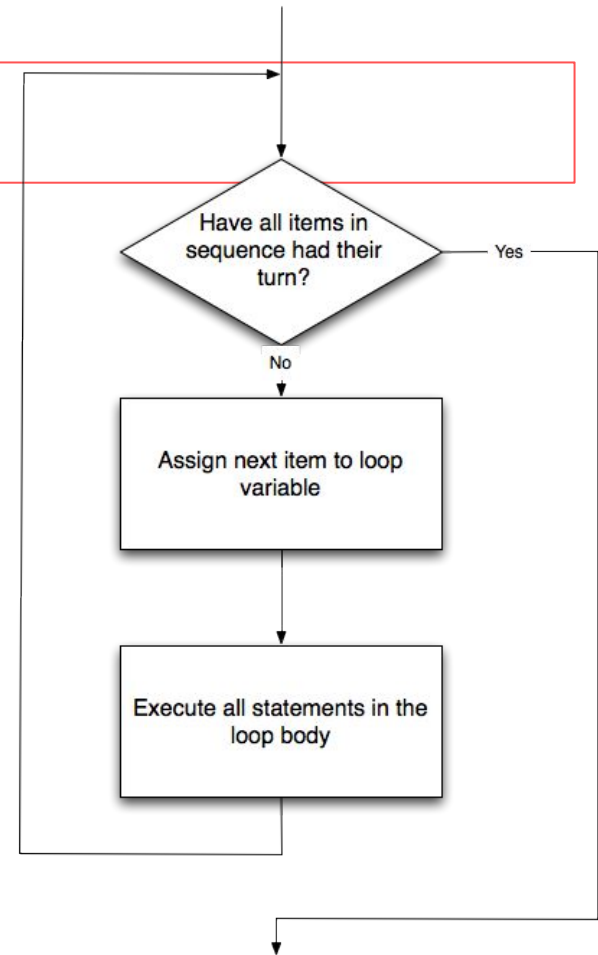 Have all items in
sequence had their
turn?
Yes
No
Assign next item to loop
variable
Execute all statements in the
loop body